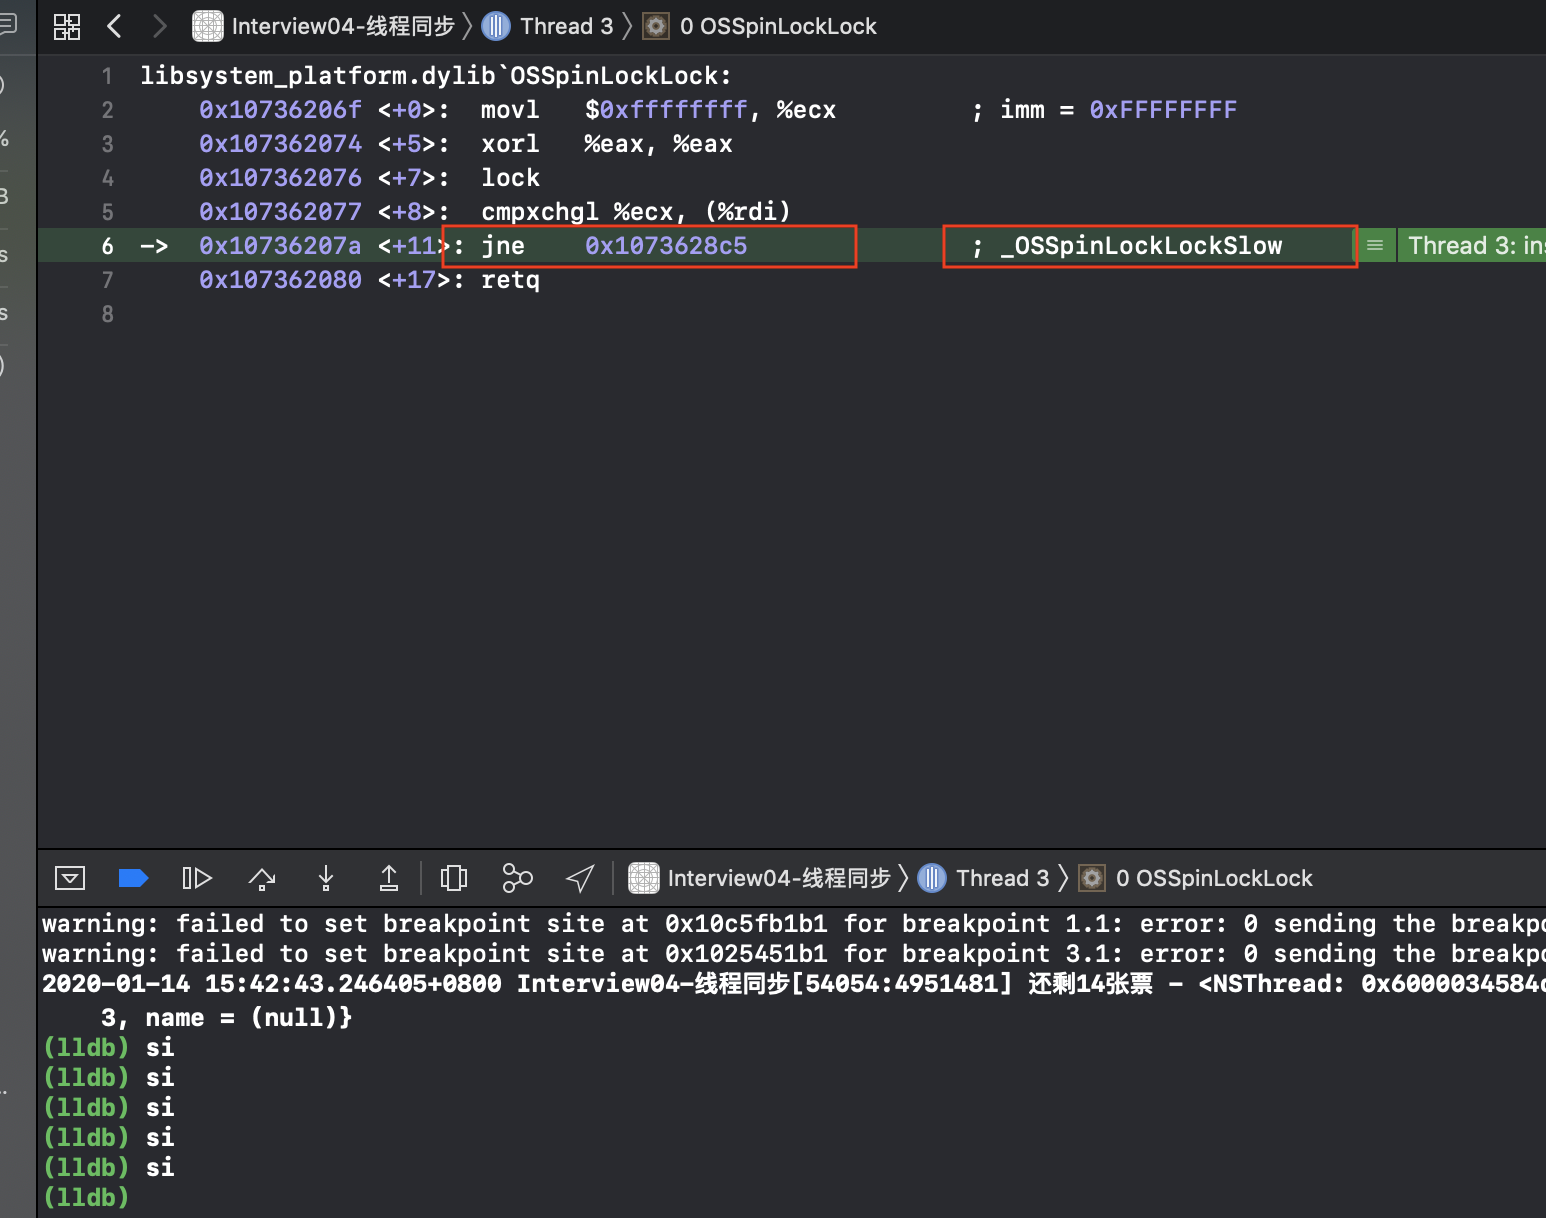 Interview04-线程同步 〉 Thread 3 〉 0 OSSpinLockLock
1 libsystem_platform.dylib`OSSpinLockLock:
2 0x10736206f <+0>: movl $0xffffffff, %ecx ; imm = 0xFFFFFFFF
3 0x107362074 <+5>: xorl %eax, %eax
4 0x107362076 <+7>: lock
5 0x107362077 <+8>: cmpxchgl %ecx, (%rdi)
6 -> 0x10736207a <+11>: jne 0x1073628c5 ; _OSSpinLockLockSlow Thread 3: ins
7 0x107362080 <+17>: retq
8
Interview04-线程同步 〉 Thread 3 〉 0 OSSpinLockLock
warning: failed to set breakpoint site at 0x10c5fb1b1 for breakpoint 1.1: error: 0 sending the breakpo
warning: failed to set breakpoint site at 0x1025451b1 for breakpoint 3.1: error: 0 sending the breakpo
2020-01-14 15:42:43.246405+0800 Interview04-线程同步[54054:4951481] 还剩14张票 - <NSThread: 0x6000034584
3, name = (null)}
(lldb) si
(lldb) si
(lldb) si
(lldb) si
(lldb) si
(lldb)